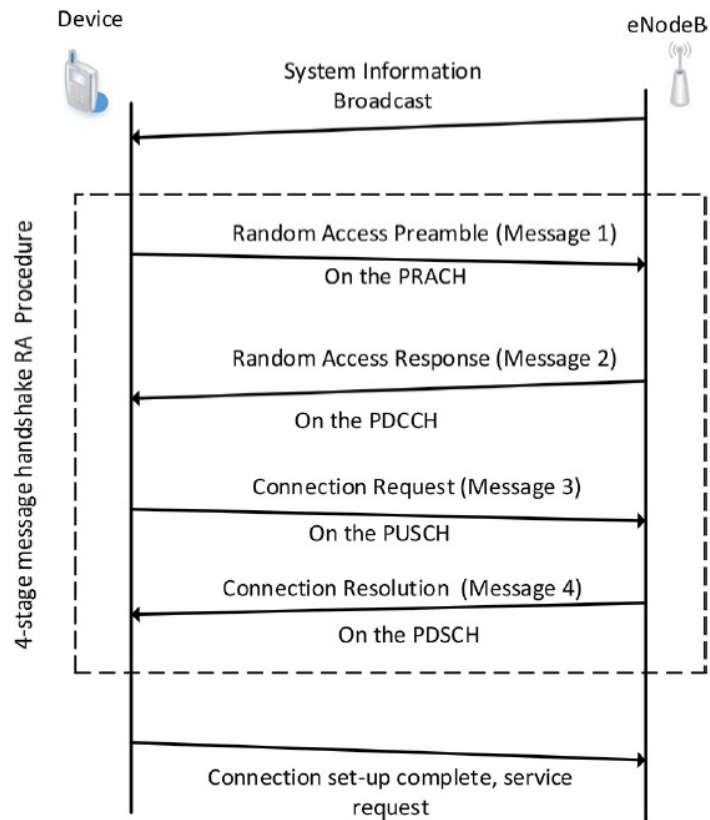 Device
eNodeB
System Information
Broadcast
4-stage message handshake RA  Procedure
Random Access Preamble (Message 1)
On the PRACH
Random Access Response (Message 2)
On the PDCCH
Connection Request (Message 3)
On the PUSCH
Connection Resolution  (Message 4)
On the PDSCH
Connection set-up complete, service
request